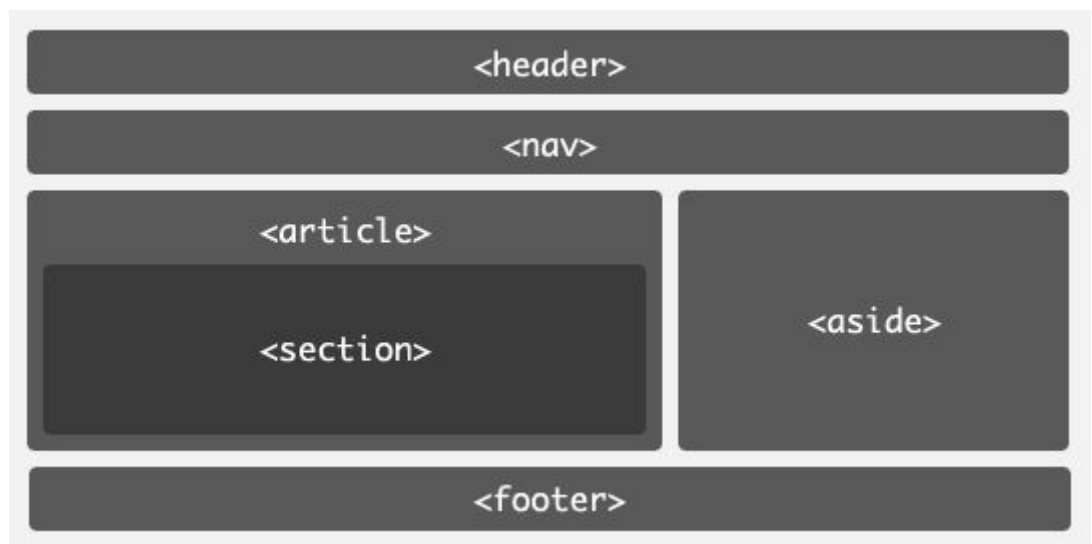 <header>
<nav>
<article>
<section>
<aside>
<footer>